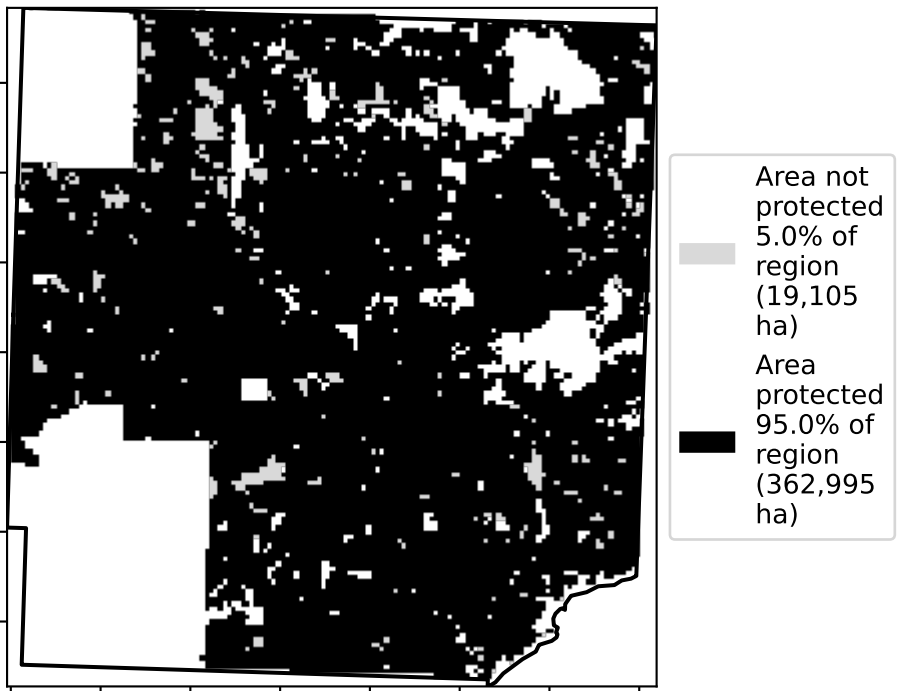 Area not
protected
5.0% of
region
(19,105
ha)
Area
protected
95.0% of
region
(362,995
ha)